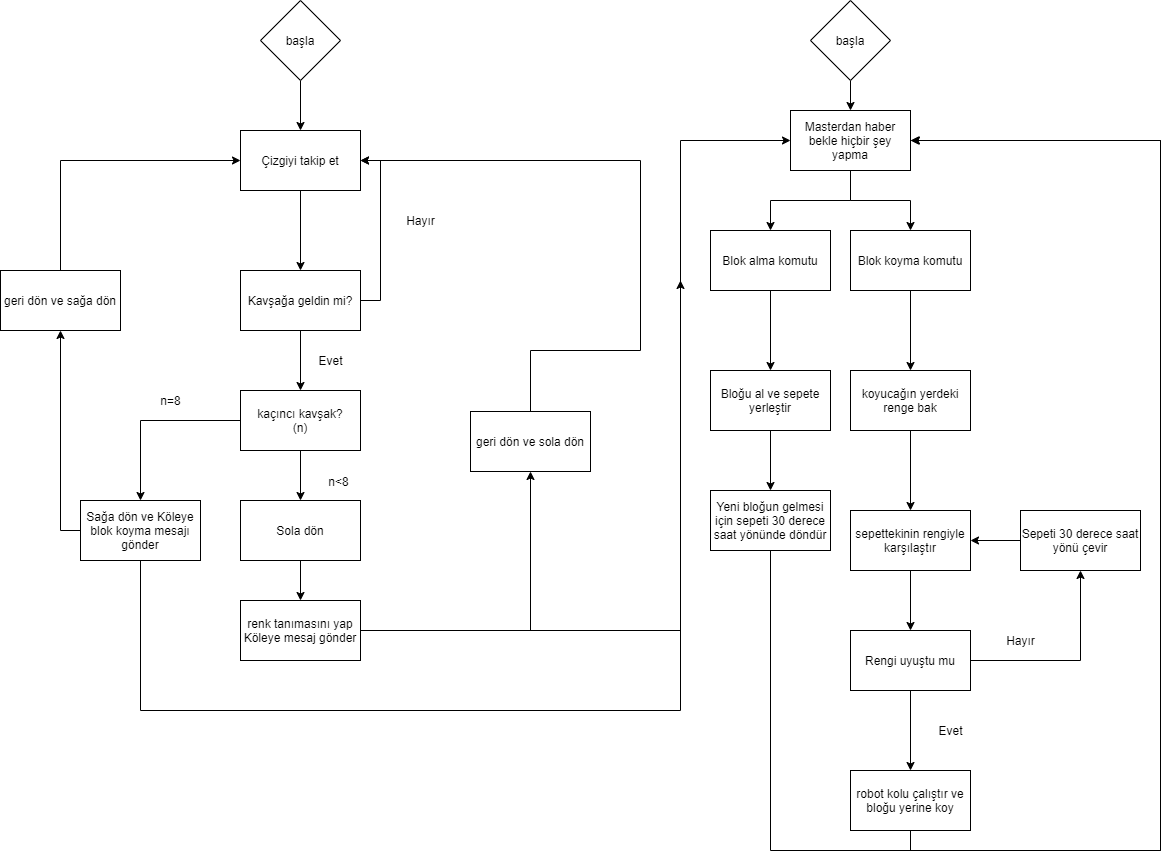 başla
Çizgiyi takip et
Hayır
geri dön ve sağa dön
Kavşağa geldin mi?
Evet
n=8
kaçıncı kavşak?
(n)
n<8
geri dön ve sola dön
Sağa dön ve Köleye
blok koyma mesajı
gönder
Sola dön
renk tanımasını yap
Köleye mesaj gönder
başla
Masterdan haber
bekle hiçbir şey
yapma
Blok alma komutu
Blok koyma komutu
Bloğu al ve sepete
yerleştir
koyucağın yerdeki
renge bak
Yeni bloğun gelmesi
için sepeti 30 derece
saat yönünde döndür
sepettekinin rengiyle
karşılaştır
Sepeti 30 derece saat
yönü çevir
Rengi uyuştu mu
Hayır
Evet
robot kolu çalıştır ve
bloğu yerine koy